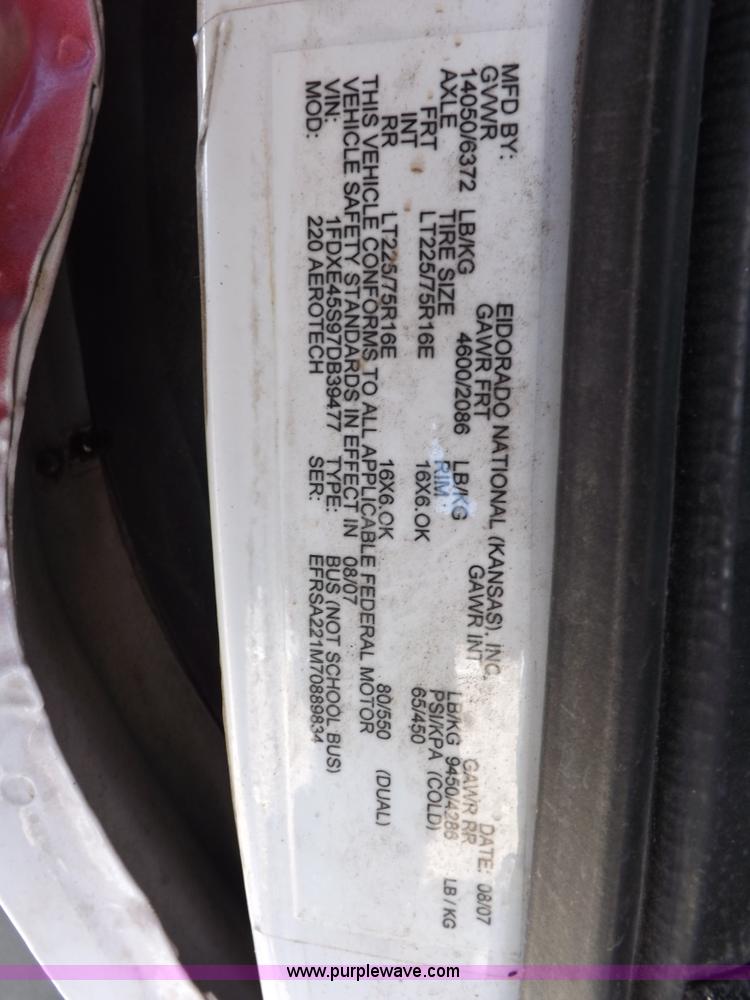 MFD BY: EIDORADO NATIONAL (KANSAS), INC. DATE: 08/07
GVWR GAWR FRT GAWR INT GAWR RR
14050/6372 LB/KG 4600/2086 LB/KG LB/KG 9450/4286 LB / KG
AXLE TIRE SIZE RIM PSI/KPA (COLD)
FRT LT225/75R16E 16X6.OK 65/450
INT
RR LT225/75R16E 16X6.OK 80/550 (DUAL)
THIS VEHICLE CONFORMS TO ALL APPLICABLE FEDERAL MOTOR
VEHICLE SAFETY STANDARDS IN EFFECT IN 08/07
VIN: 1FDXE45S97DB39477 TYPE: BUS (NOT SCHOOL BUS)
MOD: 220 AEROTECH SER: EFRSA221M70889834
www.purplewave.com